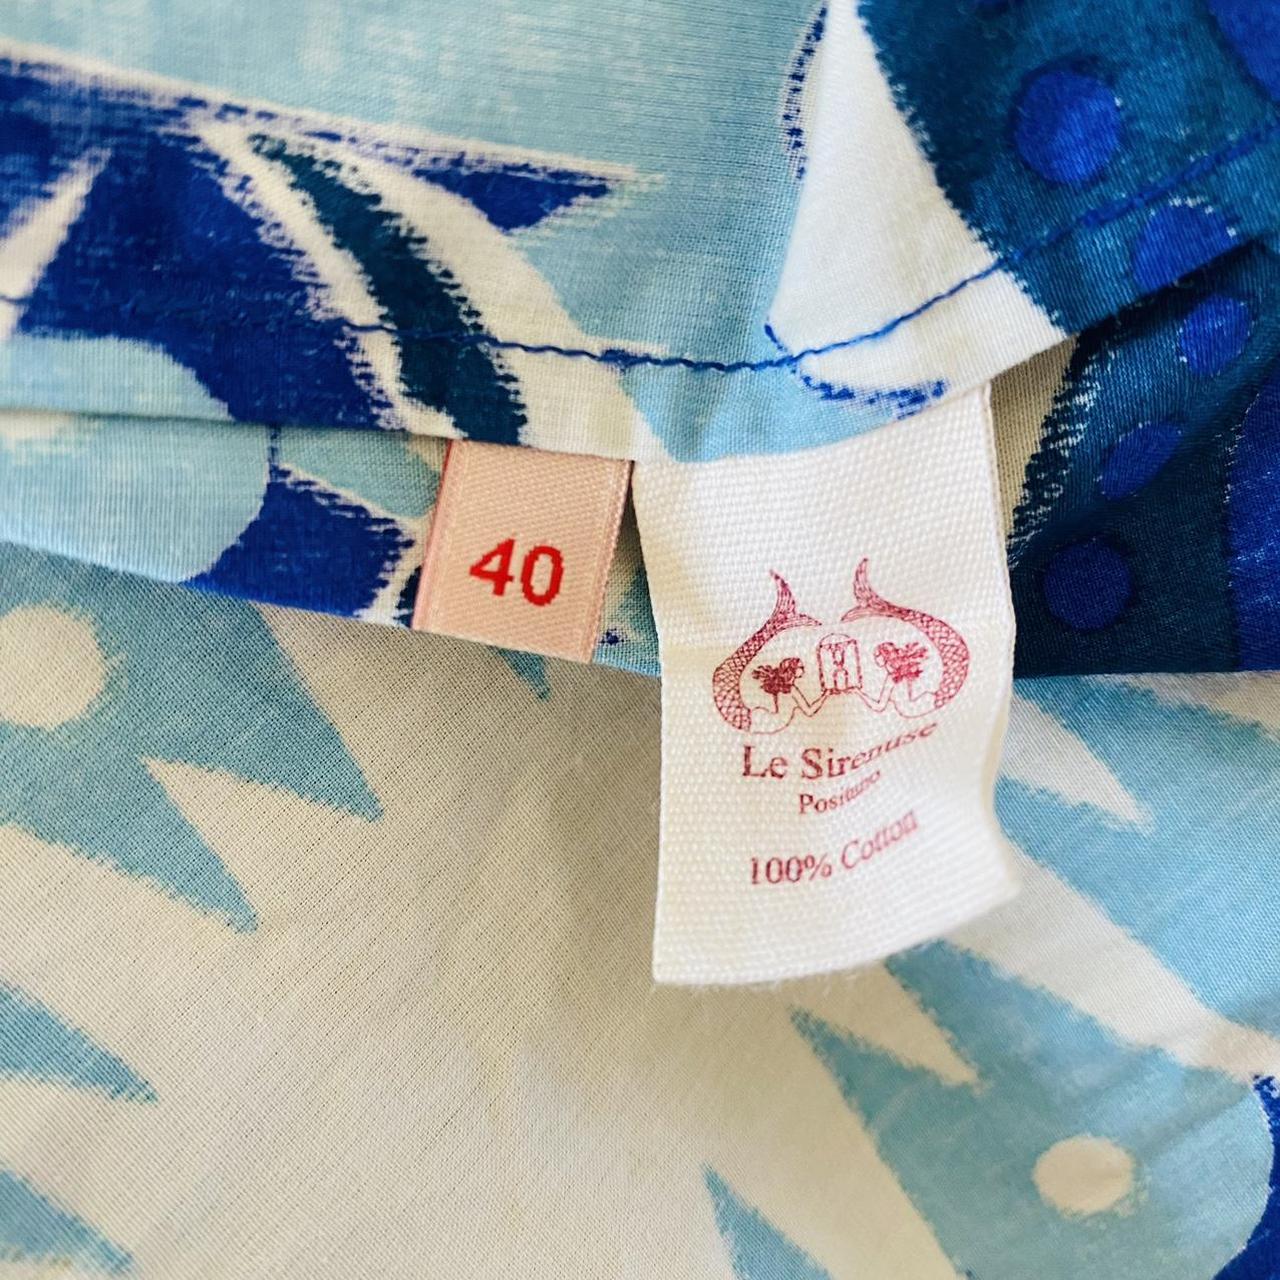 40
Le Sirenuse
Positano
100% Cotton